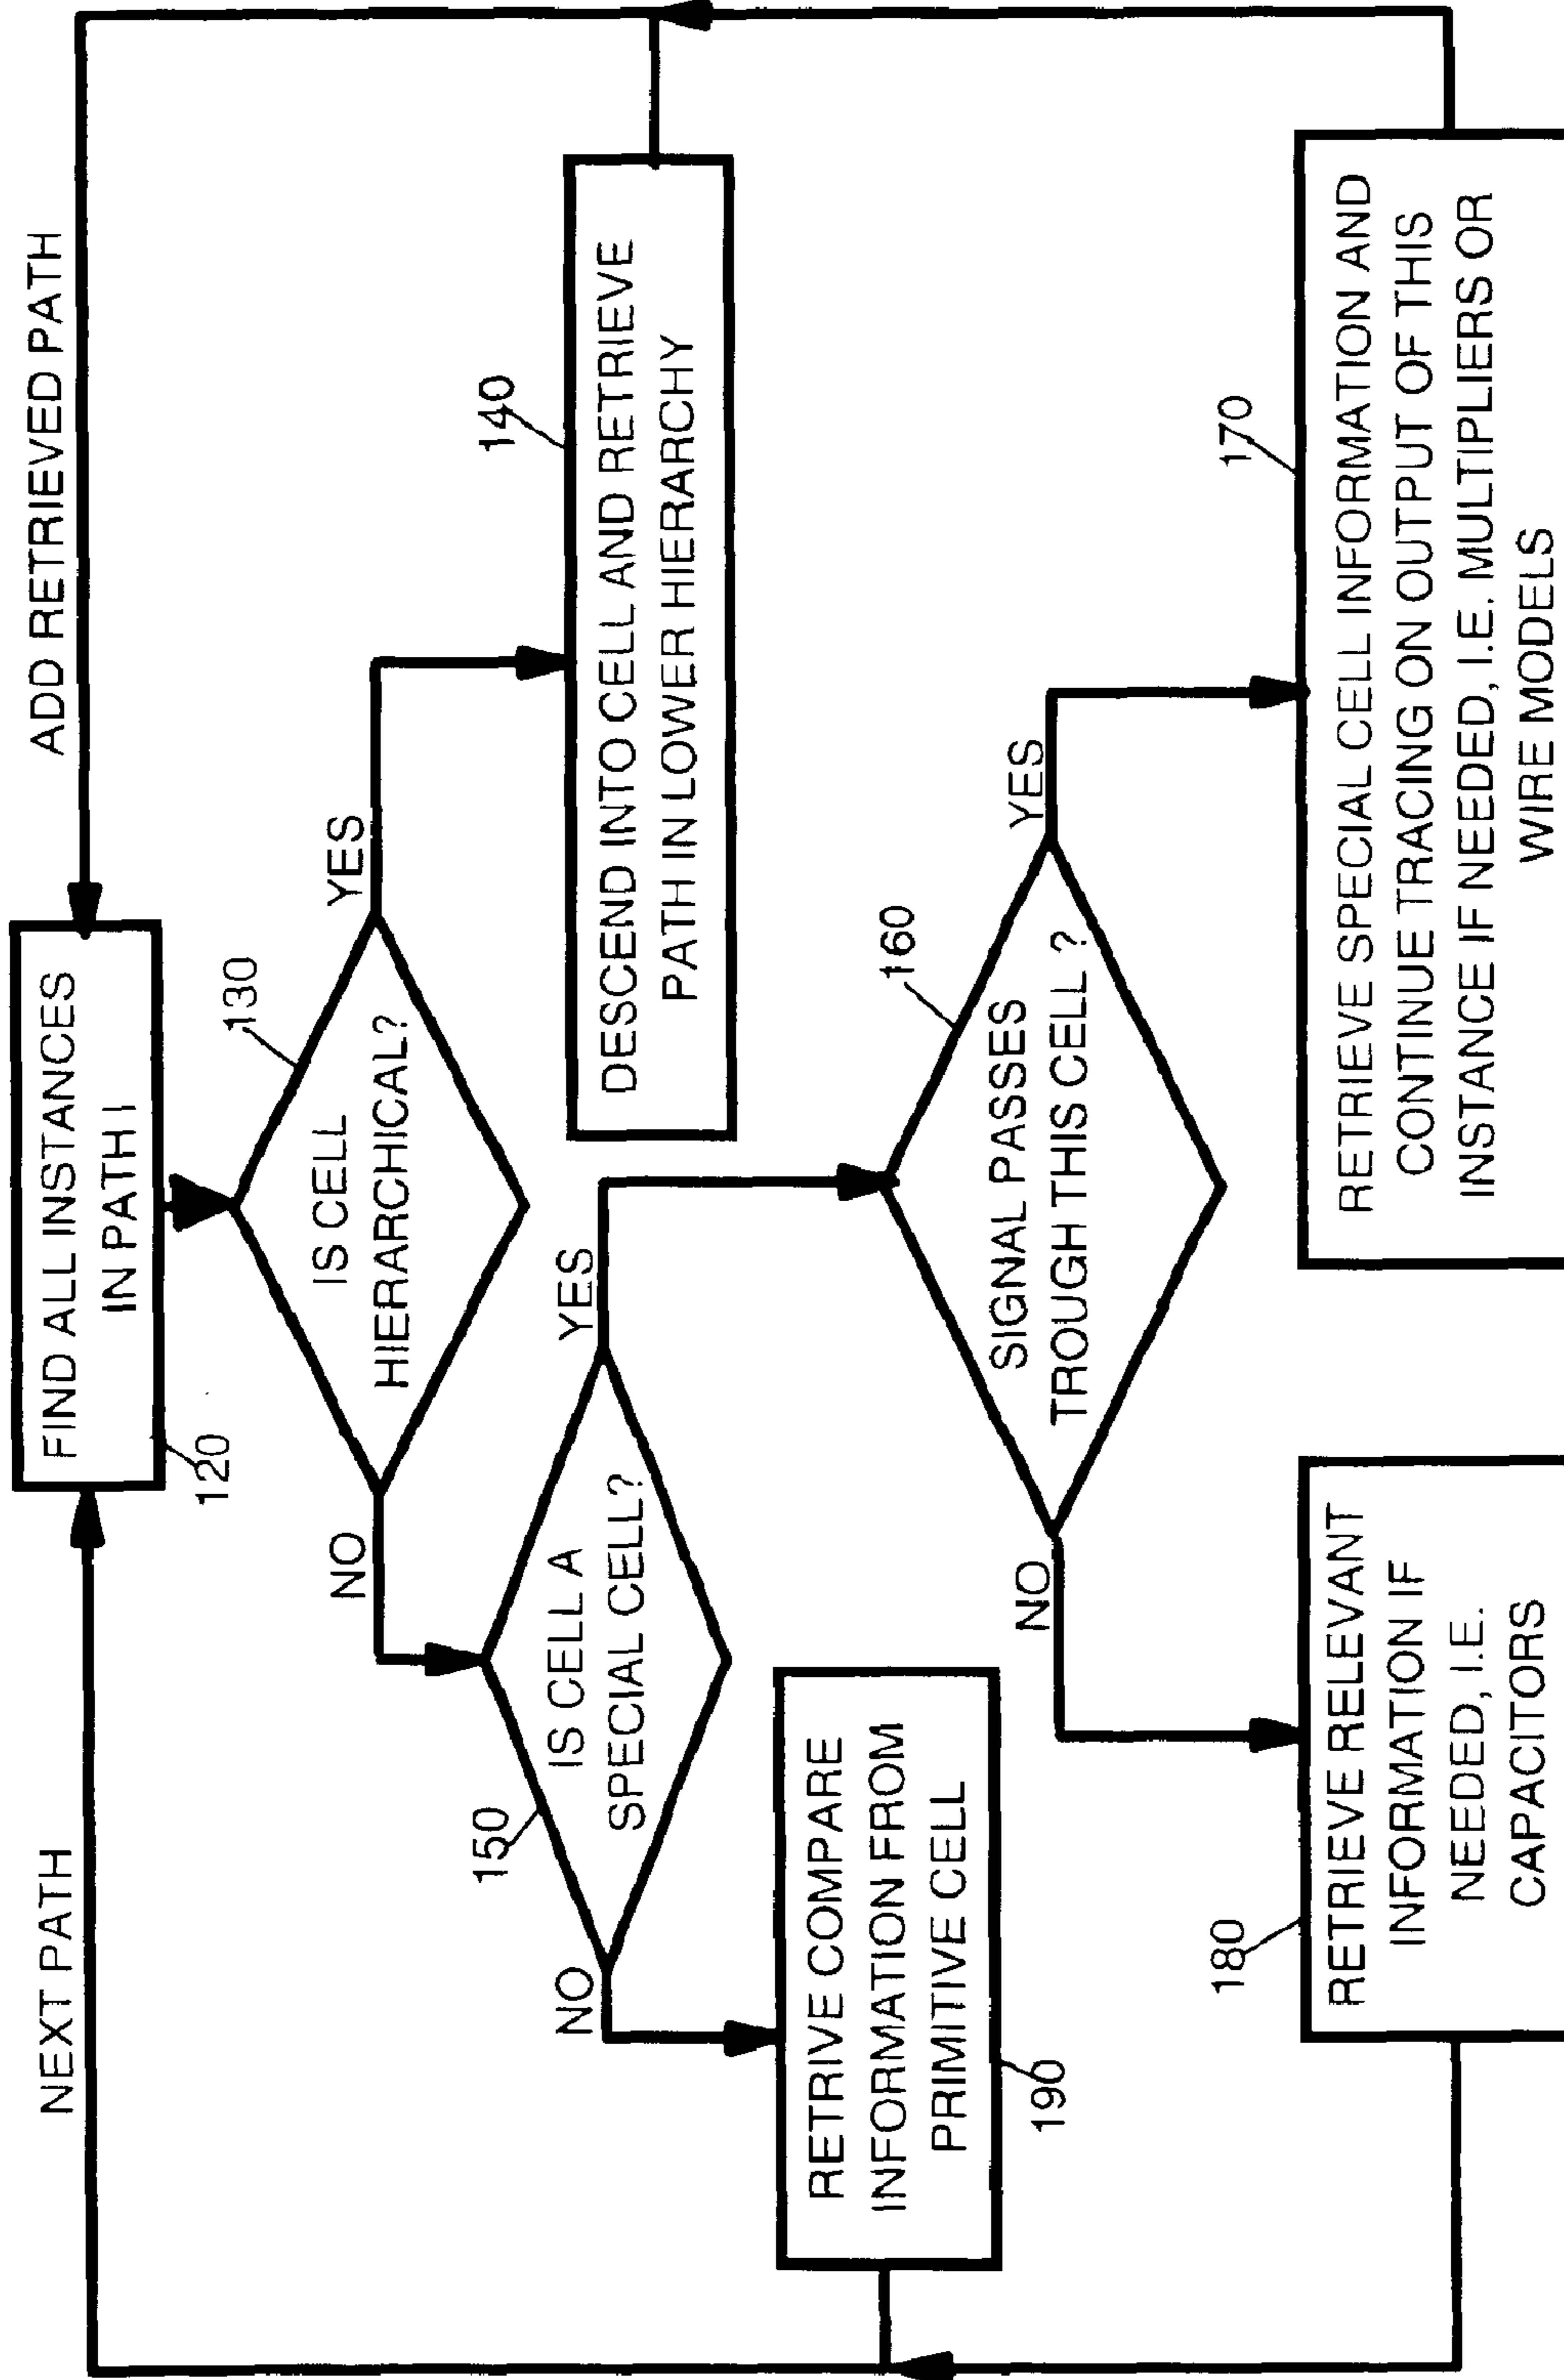 NEXT PATH
ADD RETRIEVED PATH
FIND ALL INSTANCES
IN PATH I
120
130
IS CELL
HIERARCHICAL?
YES
NO
140
DESCEND INTO CELL AND RETRIEVE
PATH IN LOWER HIERARCHY
150
IS CELL A
SPECIAL CELL?
YES
NO
RETRIVE COMPARE
INFORMATION FROM
PRIMITIVE CELL
190
160
SIGNAL PASSES
TROUGH THIS CELL ?
YES
NO
170
RETRIEVE SPECIAL CELL INFORMATION AND
CONTINUE TRACING ON OUTPUT OF THIS
INSTANCE IF NEEDED, I.E. MULTIPLIERS OR
WIRE MODELS
180
RETRIEVE RELEVANT
INFORMATION IF
NEEDED, I.E.
CAPACITORS